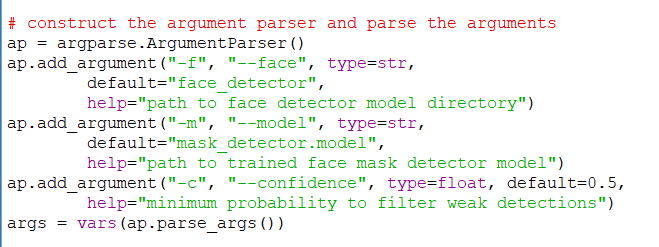 # construct the argument parser and parse the arguments
ap = argparse.ArgumentParser()
ap.add_argument("-f", "--face", type=str,
        default="face_detector",
        help="path to face detector model directory")
ap.add_argument("-m", "--model", type=str,
        default="mask_detector.model",
        help="path to trained face mask detector model")
ap.add_argument("-c", "--confidence", type=float, default=0.5,
        help="minimum probability to filter weak detections")
args = vars(ap.parse_args())